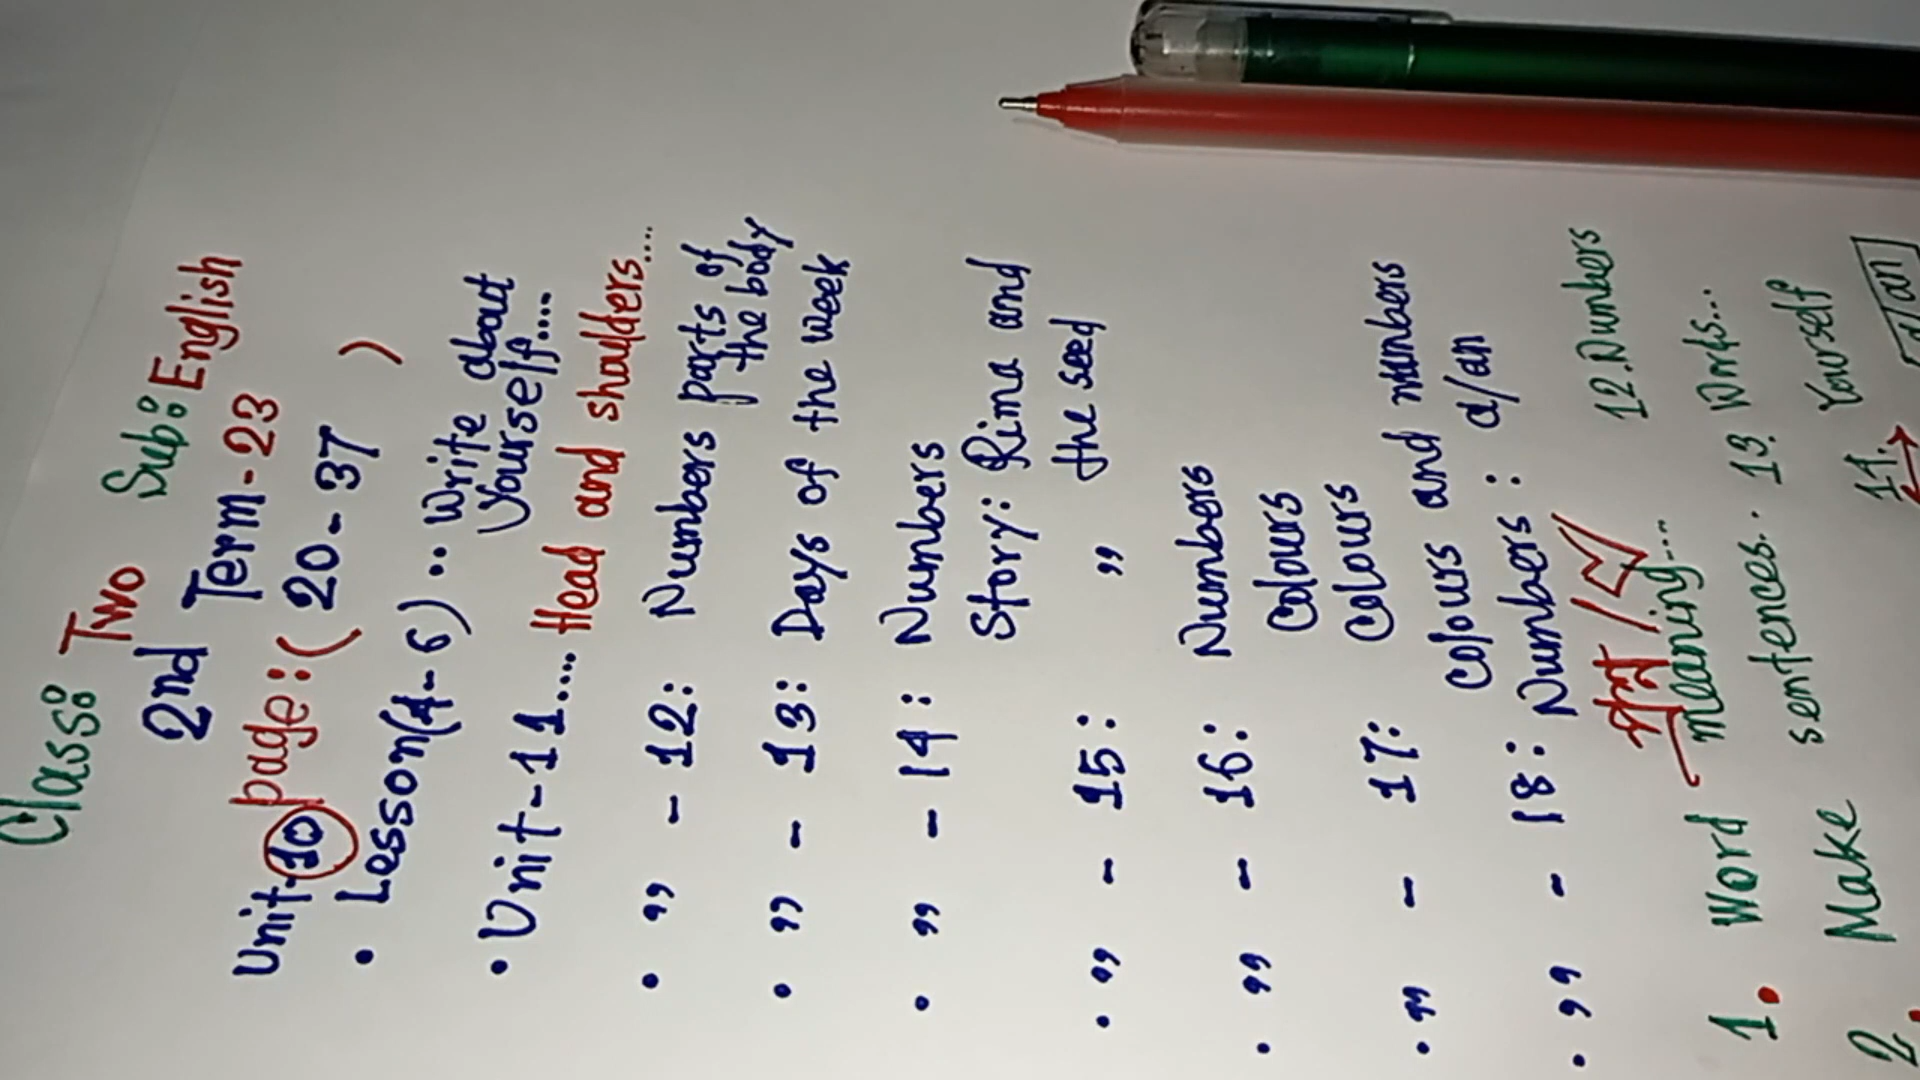 Class: Two Sub: English
2nd Term-23
Unit-10 page: (20-37 )
• Lesson(4-6).. Write about
Yourself....
• Unit-11.... Head and shoulders....
• ,, - 12: Numbers parts of
the body
• ,, - 13: Days of the week
• ,, - 14: Numbers
Story: Rima and
• ,, - 15: ,, the seed
• ,, - 16: Numbers
Colours
• ,, - 17: Colours
Colours and numbers
• ,, - 18: Numbers: a/an
1. Word meaning... 12. Numbers
2. Make sentences.. 13. Words...
11. Yourself
a/an